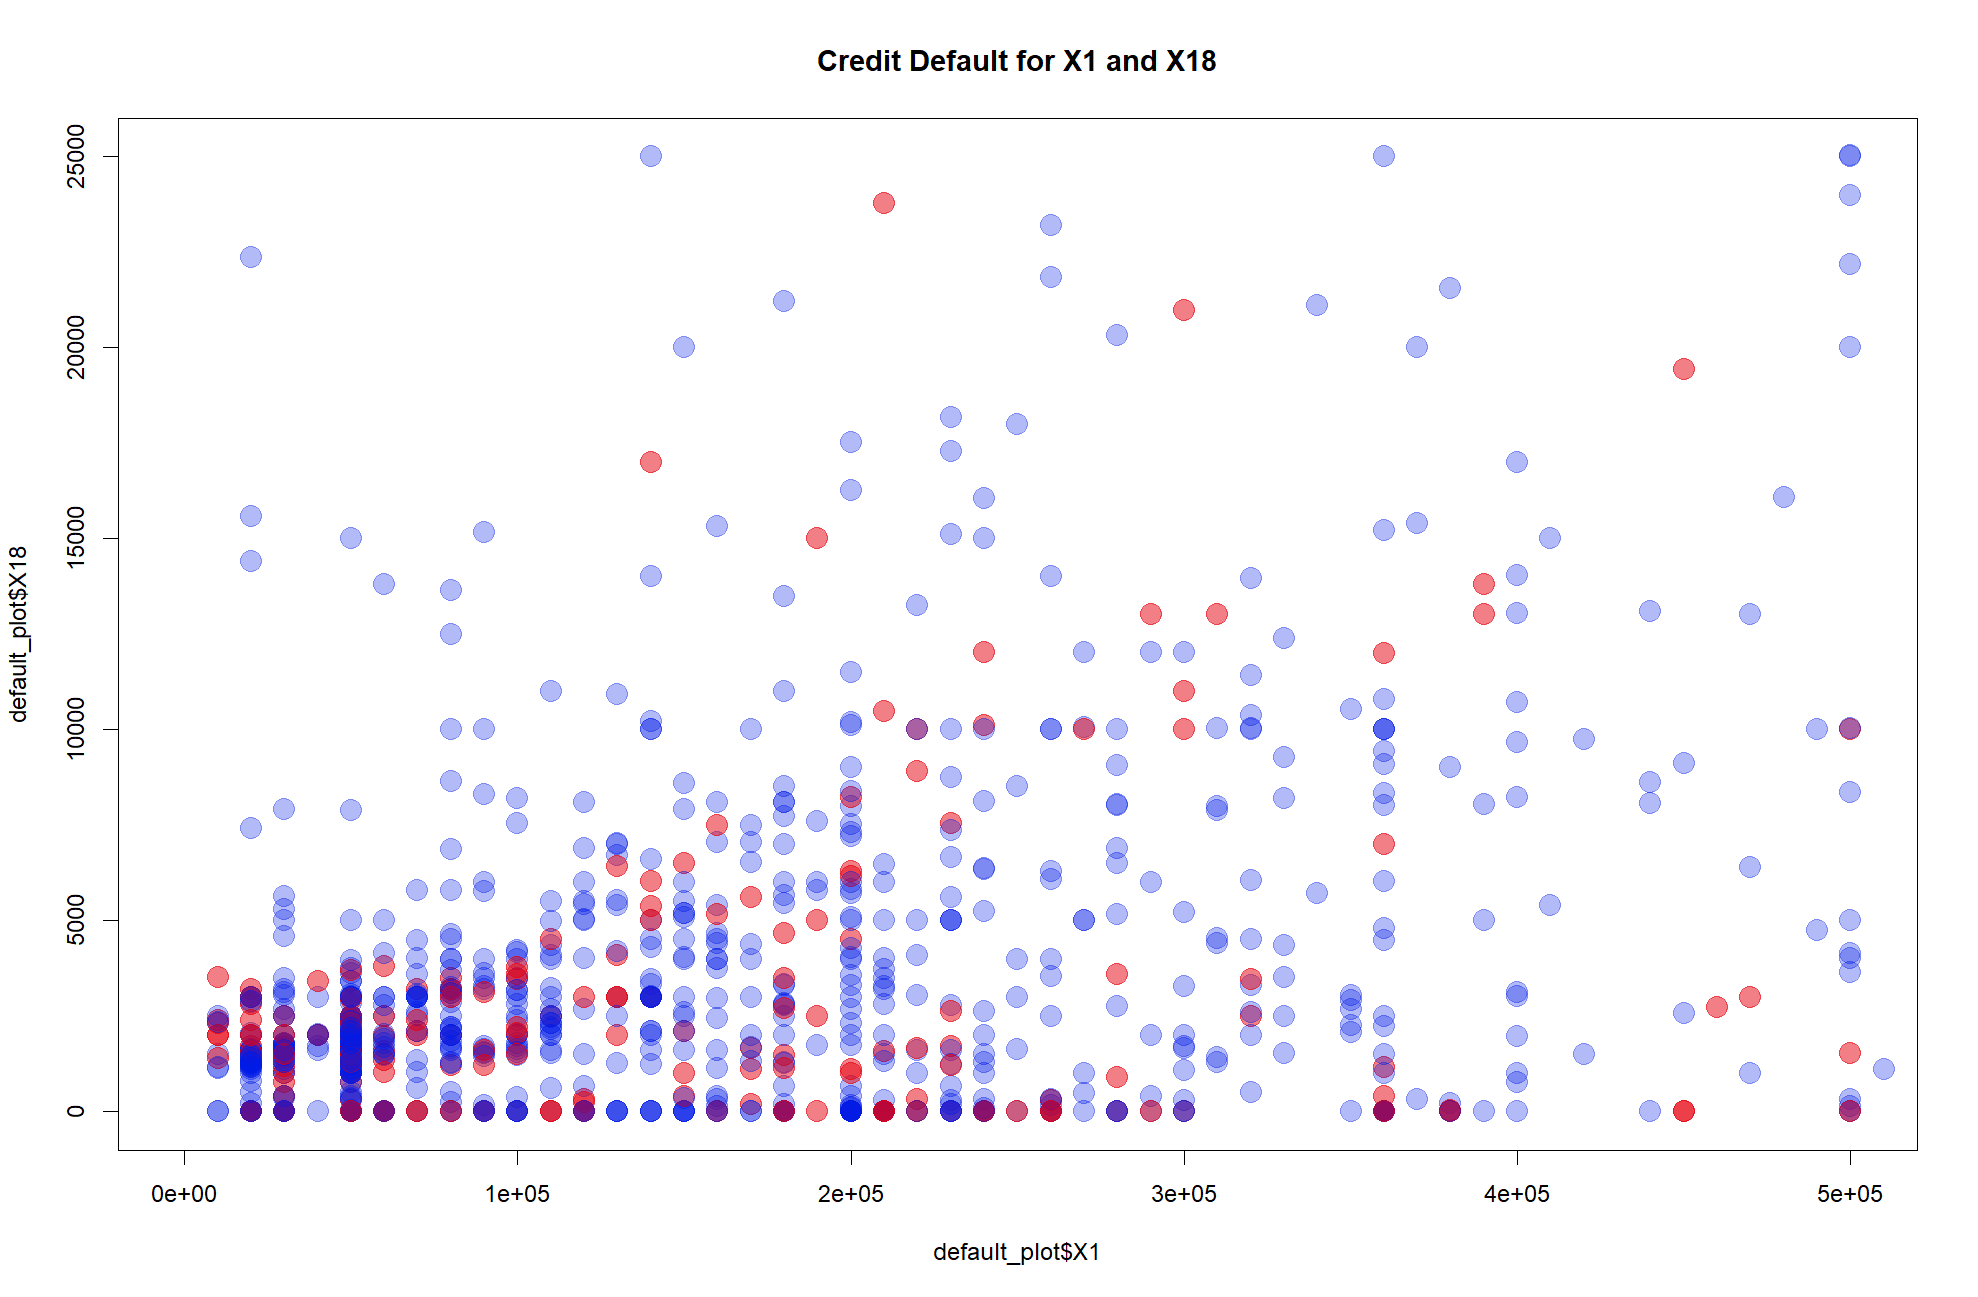 Credit Default for X1 and X18
25000
20000
15000
10000
5000
0
default_plot$X18
0e+00 1e+05 2e+05 3e+05 4e+05 5e+05
default_plot$X1